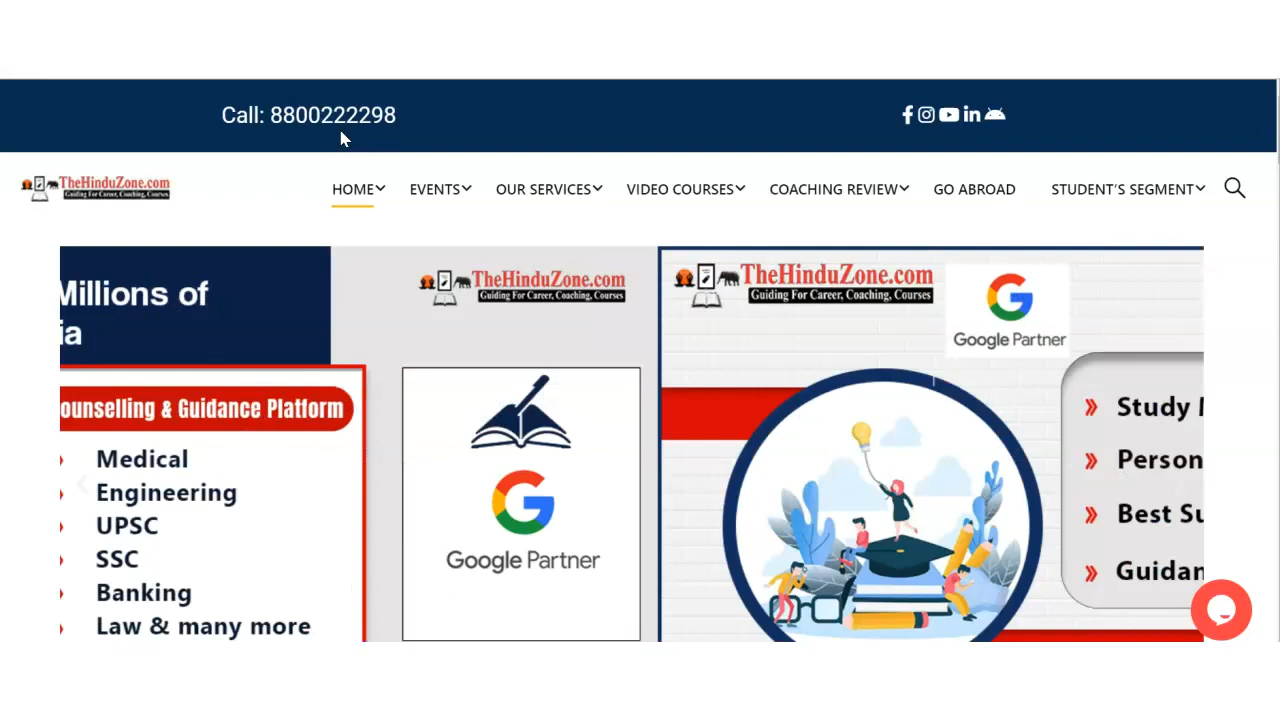 Call: 8800222298
TheHinduZone.com
Guiding For Career, Coaching, Courses
HOME EVENTS OUR SERVICES VIDEO COURSES COACHING REVIEW GO ABROAD STUDENT'S SEGMENT
Millions of
ia
ounselling & Guidance Platform
Medical
Engineering
UPSC
SSC
Banking
Law & many more
TheHinduZone.com
Guiding For Career, Coaching, Courses
Google Partner
TheHinduZone.com
Guiding For Career, Coaching, Courses
Google Partner
Study
Person
Best Su
Guidan